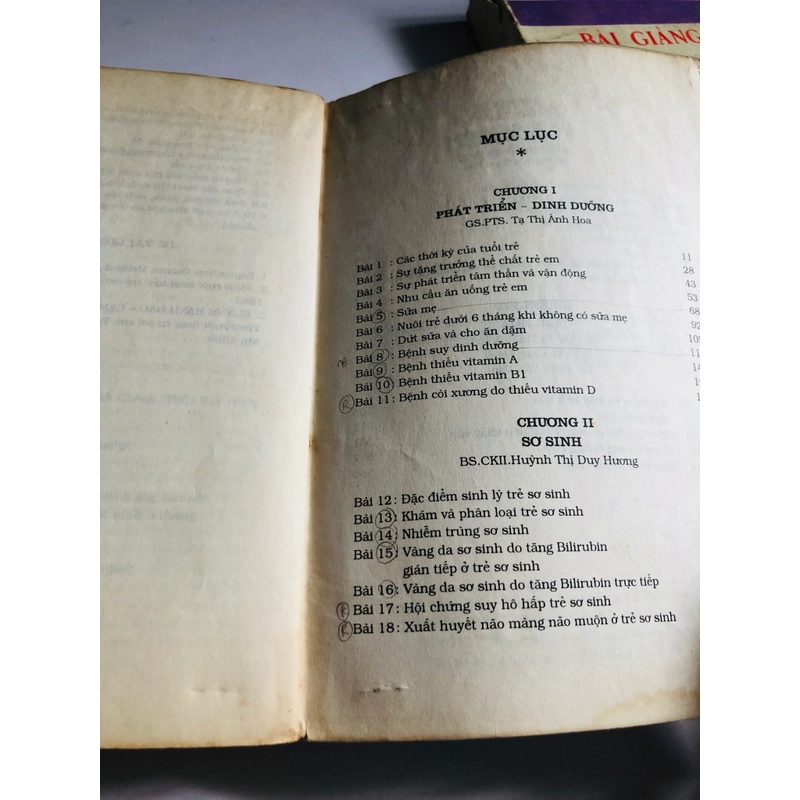 BÀI GIẢNG
MỤC LỤC
*
CHƯƠNG I
PHÁT TRIỂN - DINH DƯỠNG
GS.PTS. Tạ Thị Ánh Hoa
Bài 1 : Các thời kỳ của tuổi trẻ 11
Bài 2 : Sự tăng trưởng thể chất trẻ em 28
Bài 3 : Sự phát triển tâm thần và vận động 43
Bài 4 : Nhu cầu ăn uống trẻ em 53
Bài 5 : Sữa mẹ 68
Bài 6 : Nuôi trẻ dưới 6 tháng khi không có sữa mẹ 92
Bài 7 : Dứt sữa và cho ăn dặm
Bài 8 : Bệnh suy dinh dưỡng
Bài 9 : Bệnh thiếu vitamin A
Bài 10 : Bệnh thiếu vitamin B1
Bài 11 : Bệnh còi xương do thiếu vitamin D
CHƯƠNG II
SƠ SINH
BS.CKII.Huỳnh Thị Duy Hương
Bài 12 : Đặc điểm sinh lý trẻ sơ sinh
Bài 13 : Khám và phân loại trẻ sơ sinh
Bài 14 : Nhiễm trùng sơ sinh
Bài 15 : Vàng da sơ sinh do tăng Bilirubin
gián tiếp ở trẻ sơ sinh
Bài 16 : Vàng da sơ sinh do tăng Bilirubin trực tiếp
Bài 17 : Hội chứng suy hô hấp trẻ sơ sinh
Bài 18 : Xuất huyết não màng não muộn ở trẻ sơ sinh